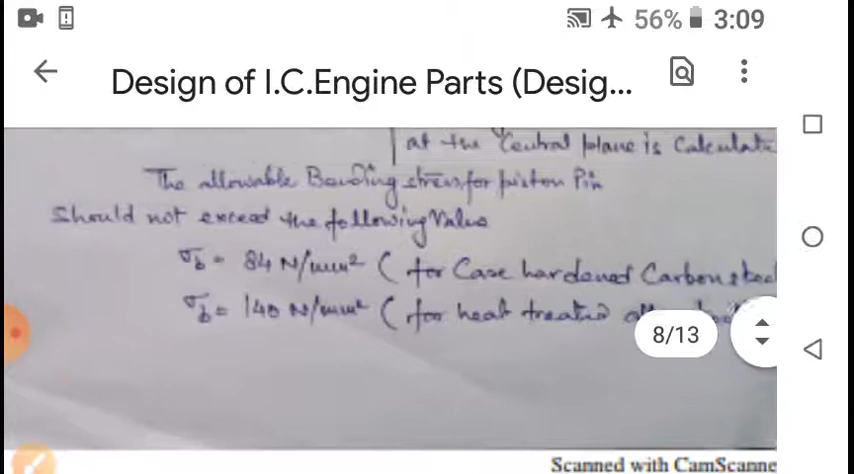 56% 3:09
Design of I.C.Engine Parts (Desig...
at the Central plane is Calculate
The allowable Bending stress for piston Pin
should not exceed the following Value
σb = 84 N/mm² ( for Case hardened Carbon steel
σb = 140 N/mm² ( for heat treated
8/13
Scanned with CamScanne